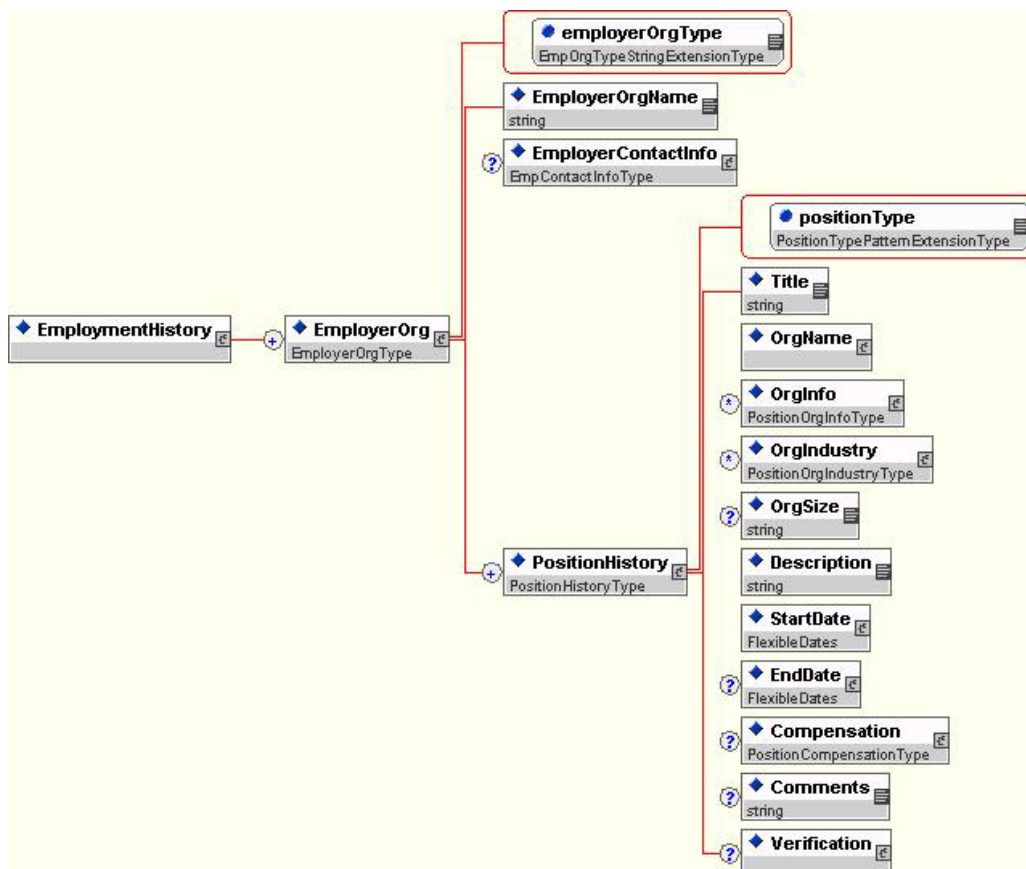 employerOrgType
EmpOrgTypeStringExtensionType
EmployerOrgName
string
?
EmployerContactInfo
EmpContactInfoType
positionType
PositionTypePatternExtensionType
EmploymentHistory
+
EmployerOrg
EmployerOrgType
Title
string
OrgName
*
OrgInfo
PositionOrgInfoType
*
OrgIndustry
PositionOrgIndustryType
?
OrgSize
string
+
PositionHistory
PositionHistoryType
Description
string
StartDate
FlexibleDates
?
EndDate
FlexibleDates
?
Compensation
PositionCompensationType
?
Comments
string
?
Verification